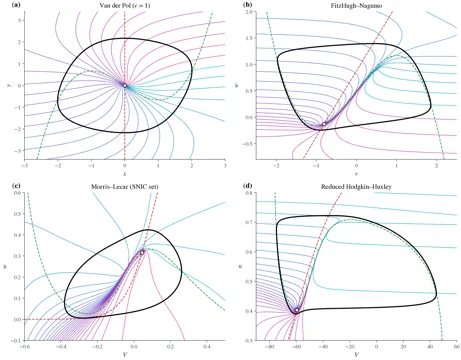 (a) Van der Pol (ε = 1)
y
3
2
1
0
−1
−2
−3
−3 −2 −1 0 1 2 3
x
(b) FitzHugh–Nagumo
w
2.0
1.5
1.0
0.5
0.0
−0.5
−2 −1 0 1 2
v
(c) Morris–Lecar (SNIC set)
w
0.6
0.5
0.4
0.3
0.2
0.1
0.0
−0.1
−0.6 −0.4 −0.2 0.0 0.2 0.4
V
(d) Reduced Hodgkin–Huxley
n
0.8
0.7
0.6
0.5
0.4
0.3
−80 −60 −40 −20 0 20 40 60
V